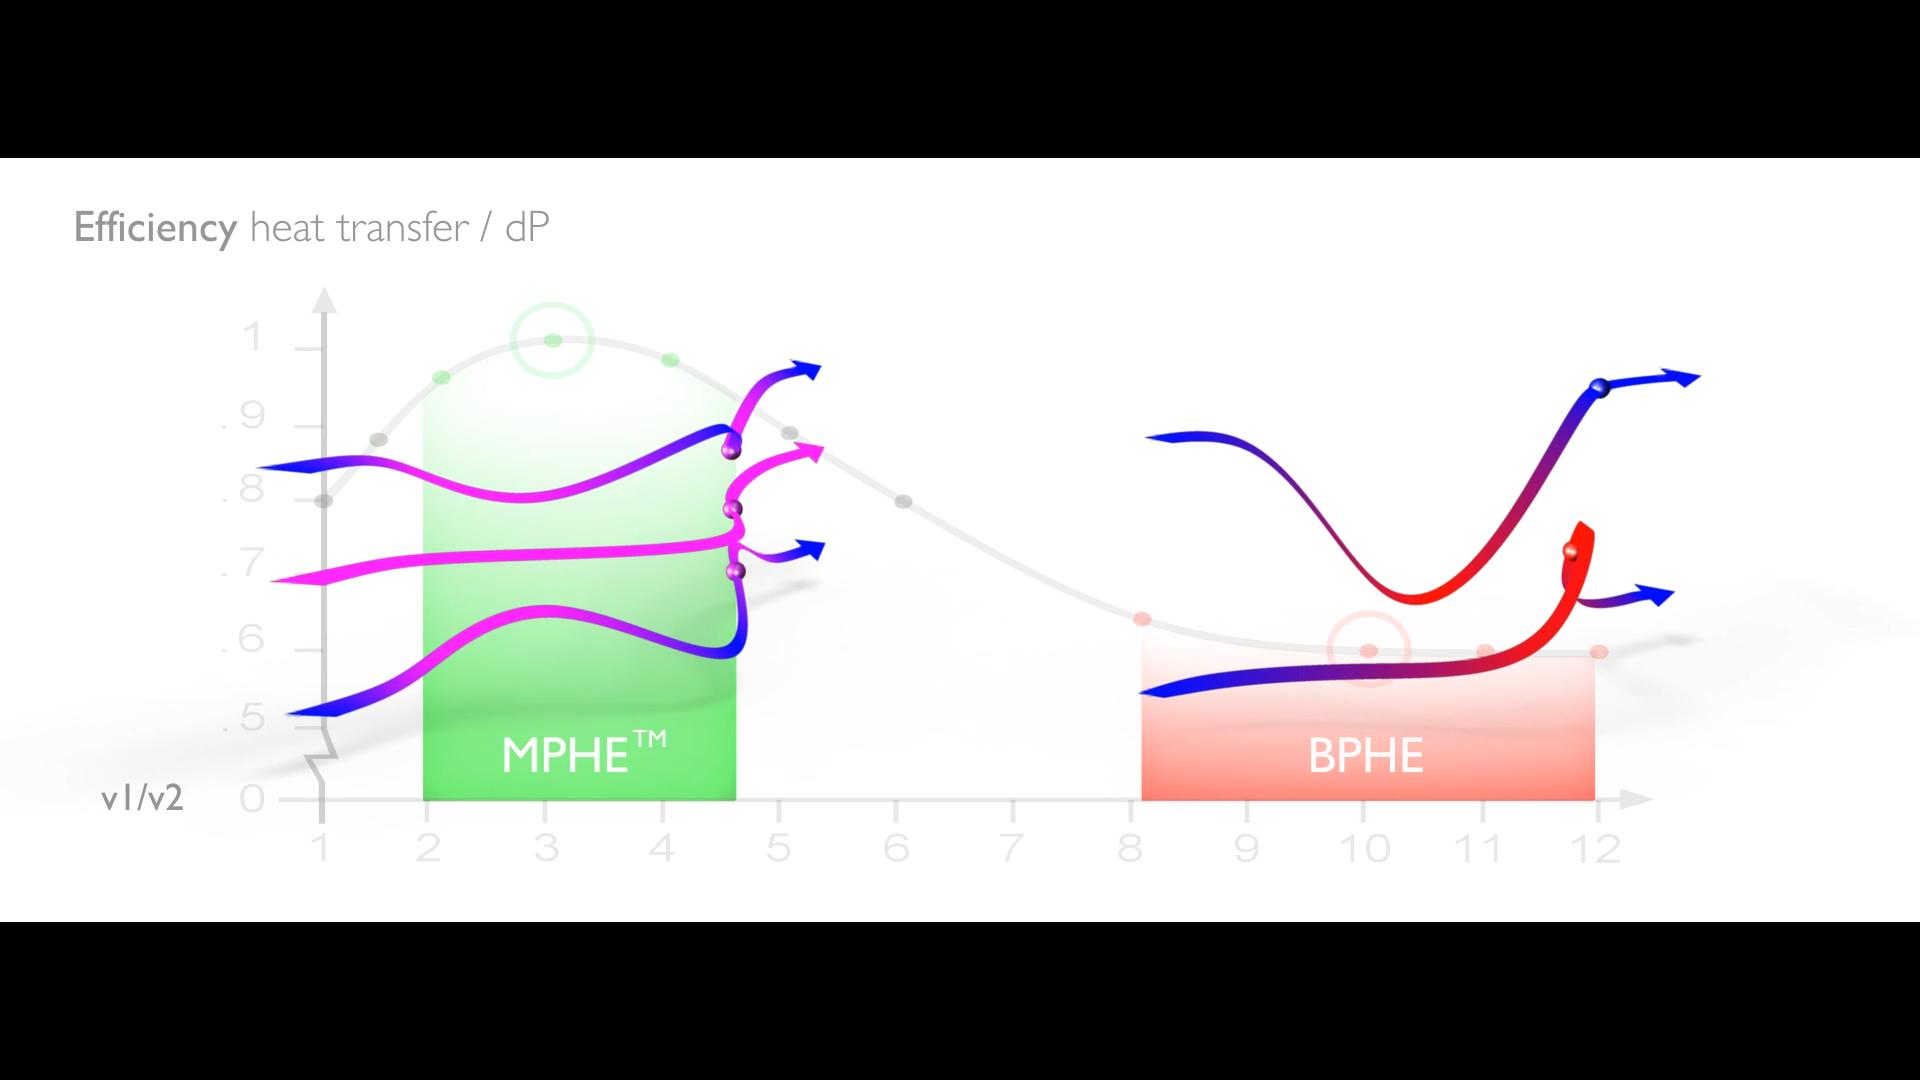 Efficiency heat transfer / dP
1
.9
.8
.7
.6
.5
MPHE™
BPHE
v1/v2
0
1 2 3 4 5 6 7 8 9 10 11 12